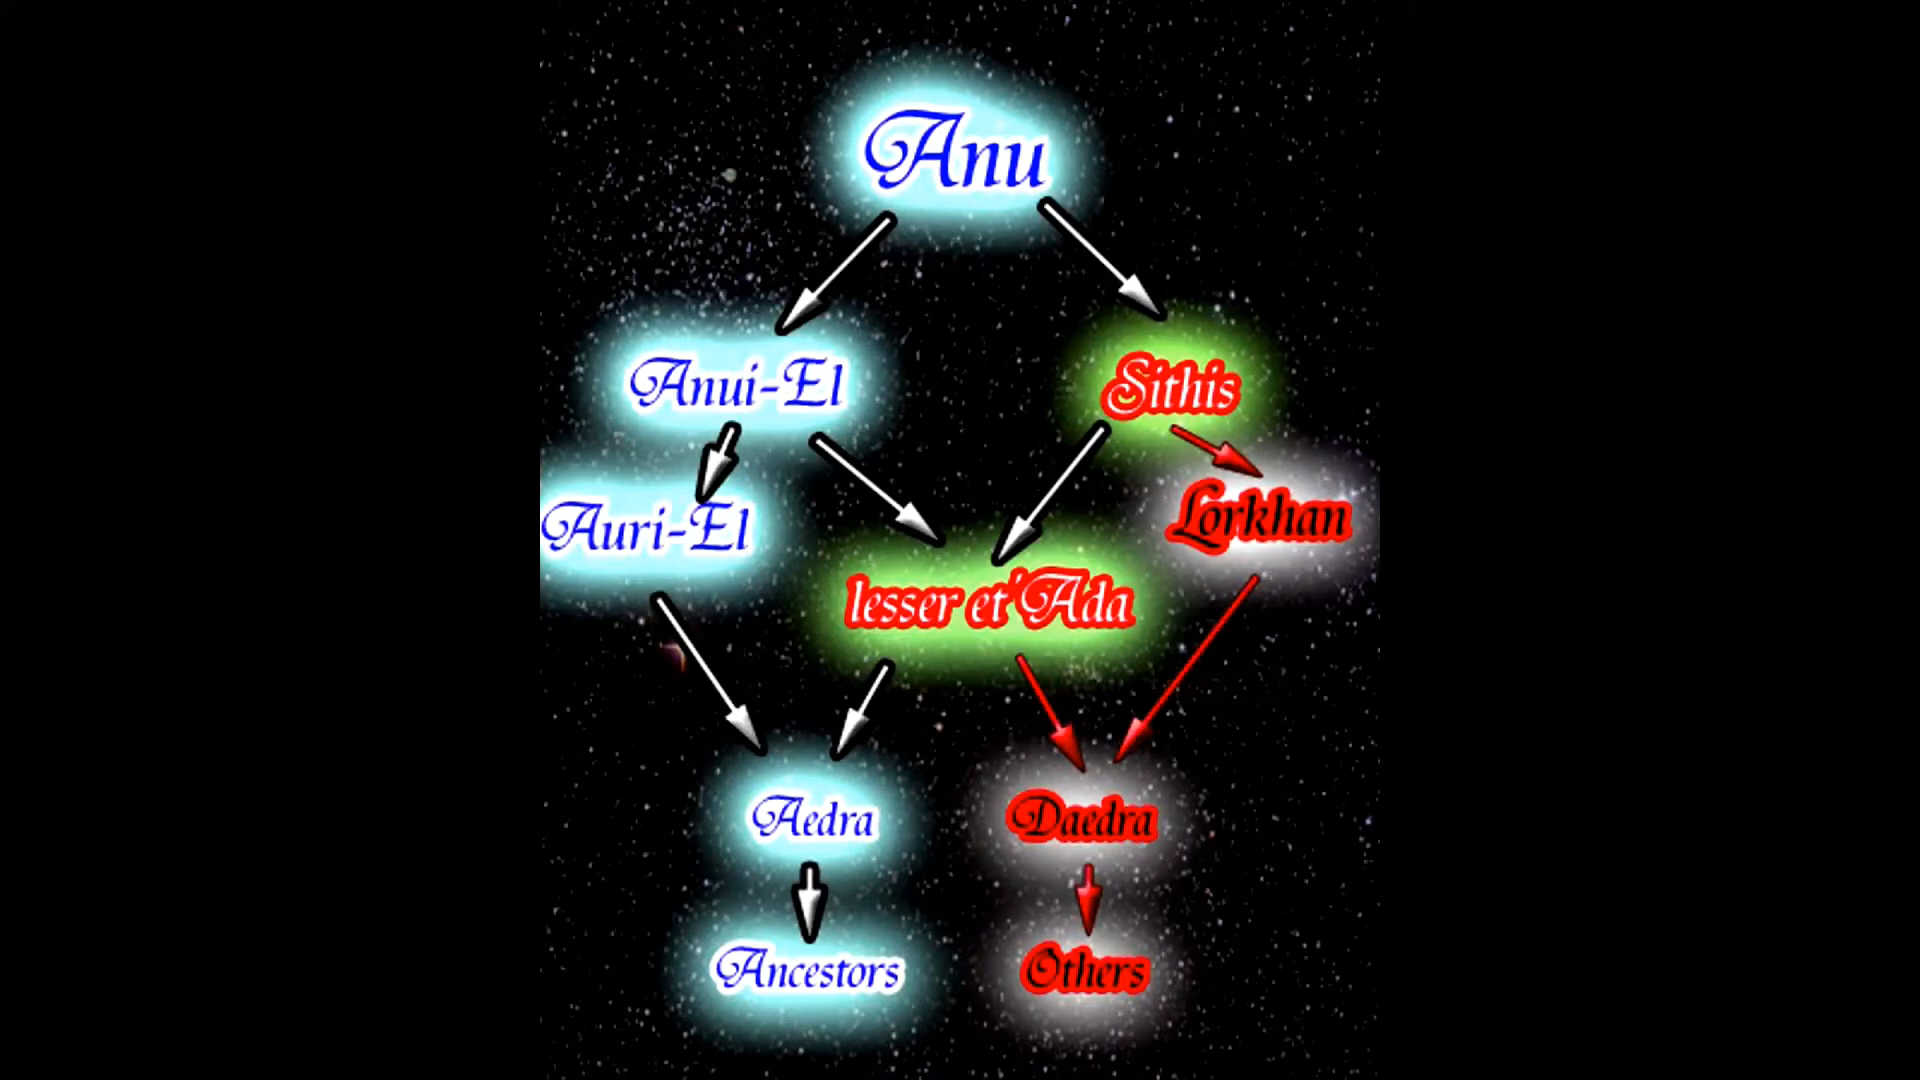 Anu
Anui-El
Sithis
Auri-El
Lorkhan
lesser et'Ada
Aedra
Daedra
Ancestors
Others